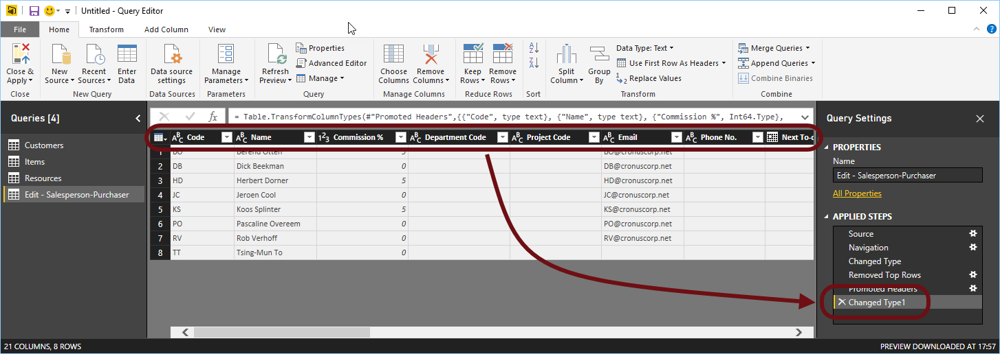 Untitled - Query Editor
File Home Transform Add Column View
Close & Apply
New Source
Recent Sources
Enter Data
Data source settings
Manage Parameters
Refresh Preview
Properties
Advanced Editor
Manage
Choose Columns
Remove Columns
Keep Rows
Remove Rows
Split Column
Group By
Data Type: Text
Use First Row As Headers
Replace Values
Merge Queries
Append Queries
Combine Binaries
Close New Query Data Sources Parameters Query Manage Columns Reduce Rows Sort Transform Combine
Queries [4]
Customers
Items
Resources
Edit - Salesperson-Purchaser
fx = Table.TransformColumnTypes(#"Promoted Headers",{{"Code", type text}, {"Name", type text}, {"Commission %", Int64.Type},
ABC Code ABC Name 123 Commission % ABC Department Code ABC Project Code ABC Email ABC Phone No. Next To-d
1 BO Berend Otten 5 BO@cronuscorp.net
2 DB Dick Beekman 0 DB@cronuscorp.net
3 HD Herbert Dorner 5 HD@cronuscorp.net
4 JC Jeroen Cool 0 JC@cronuscorp.net
5 KS Koos Splinter 5 KS@cronuscorp.net
6 PO Pascaline Overeem 0 PO@cronuscorp.net
7 RV Rob Verhoff 0 RV@cronuscorp.net
8 TT Tsing-Mun To 0
Query Settings
PROPERTIES
Name
Edit - Salesperson-Purchaser
All Properties
APPLIED STEPS
Source
Navigation
Changed Type
Removed Top Rows
Promoted Headers
Changed Type1
21 COLUMNS, 8 ROWS
PREVIEW DOWNLOADED AT 17:57